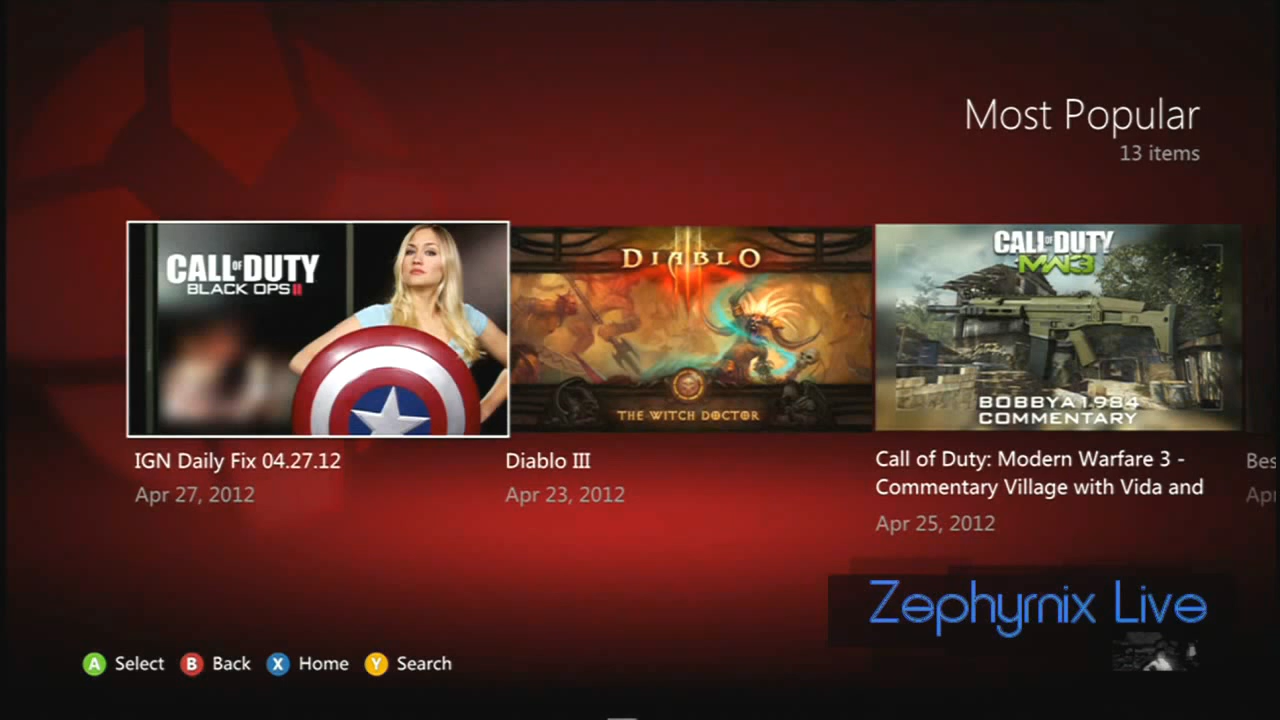 Most Popular
13 items
CALL OF DUTY
BLACK OPS II
DIABLO
THE WITCH DOCTOR
CALL OF DUTY
MW3
BOBBYA1984
COMMENTARY
IGN Daily Fix 04.27.12
Apr 27, 2012
Diablo III
Apr 23, 2012
Call of Duty: Modern Warfare 3 -
Commentary Village with Vida and
Apr 25, 2012
Bes
Apr
Zephyrnix Live
A Select B Back X Home Y Search